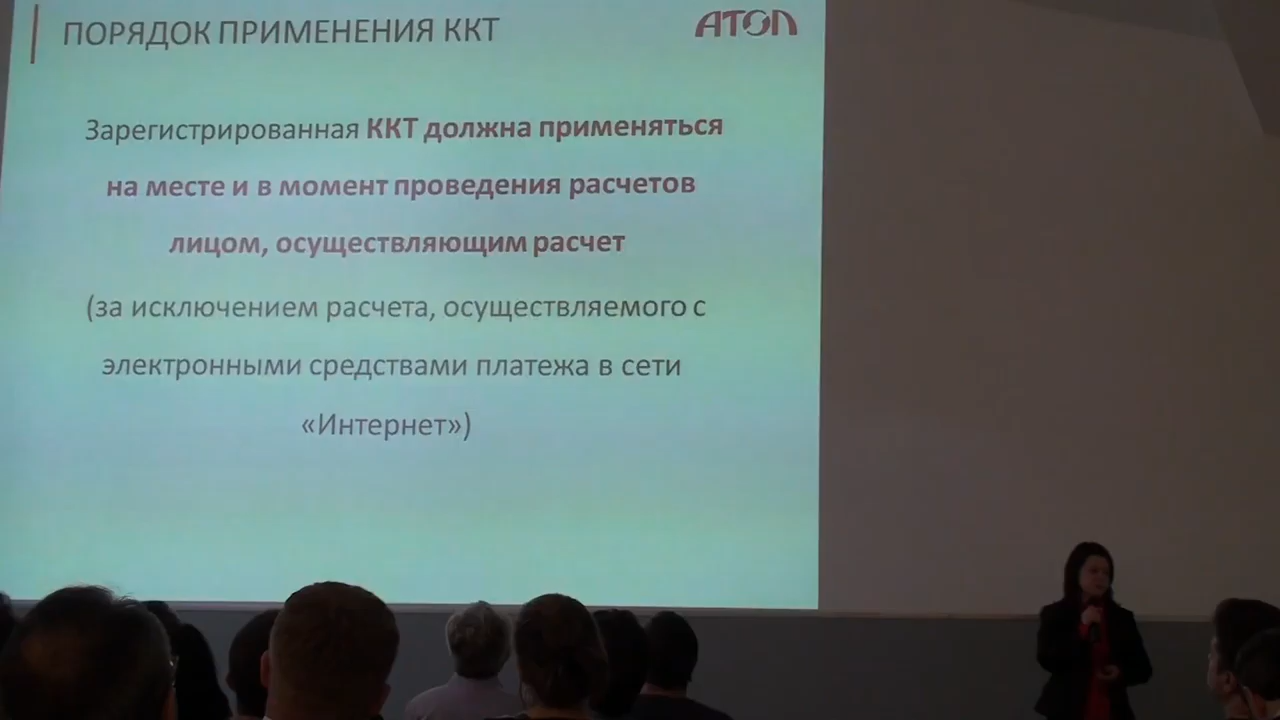 ПОРЯДОК ПРИМЕНЕНИЯ ККТ
АТОЛ
Зарегистрированная ККТ должна применяться
на месте и в момент проведения расчетов
лицом, осуществляющим расчет
(за исключением расчета, осуществляемого с
электронными средствами платежа в сети
«Интернет»)